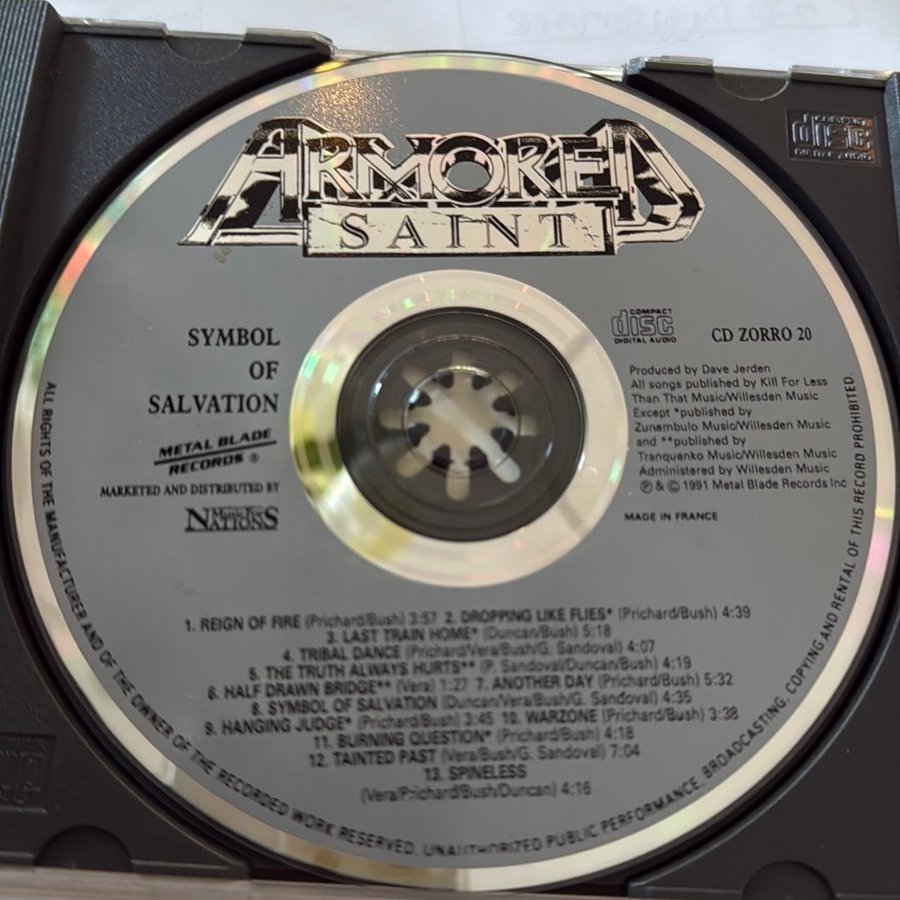 ARMORED
SAINT
SYMBOL
OF
SALVATION
METAL BLADE
RECORDS ®
MARKETED AND DISTRIBUTED BY
Music For
NATIONS
COMPACT
disc
DIGITAL AUDIO
CD ZORRO 20
Produced by Dave Jerden
All songs published by Kill For Less
Than That Music/Willesden Music
Except *published by
Zunembulo Music/Willesden Music
and **published by
Tranquenko Music/Willesden Music
Administered by Willesden Music
℗ & © 1991 Metal Blade Records Inc
MADE IN FRANCE
1. REIGN OF FIRE (Prichard/Bush) 3:57 2. DROPPING LIKE FLIES* (Prichard/Bush) 4:39
3. LAST TRAIN HOME* (Duncan/Bush) 5:18
4. TRIBAL DANCE (Prichard/Vera/Bush/G. Sandoval) 4:07
5. THE TRUTH ALWAYS HURTS** (P. Sandoval/Duncan/Bush) 4:19
6. HALF DRAWN BRIDGE** (Vera) 1:27 7. ANOTHER DAY (Prichard/Bush) 5:32
8. SYMBOL OF SALVATION (Duncan/Vera/Bush/G. Sandoval) 4:35
9. HANGING JUDGE* (Prichard/Bush) 3:45 10. WARZONE (Prichard/Bush) 3:38
11. BURNING QUESTION* (Prichard/Bush) 4:18
12. TAINTED PAST (Vera/Bush/G. Sandoval) 7:04
13. SPINELESS
(Vera/Prichard/Bush/Duncan) 4:16
ALL RIGHTS OF THE MANUFACTURER AND OF THE OWNER OF THE RECORDED WORK RESERVED. UNAUTHORIZED PUBLIC PERFORMANCE, BROADCASTING, COPYING AND RENTAL OF THIS RECORD PROHIBITED.
COMPACT
disc
DIGITAL AUDIO